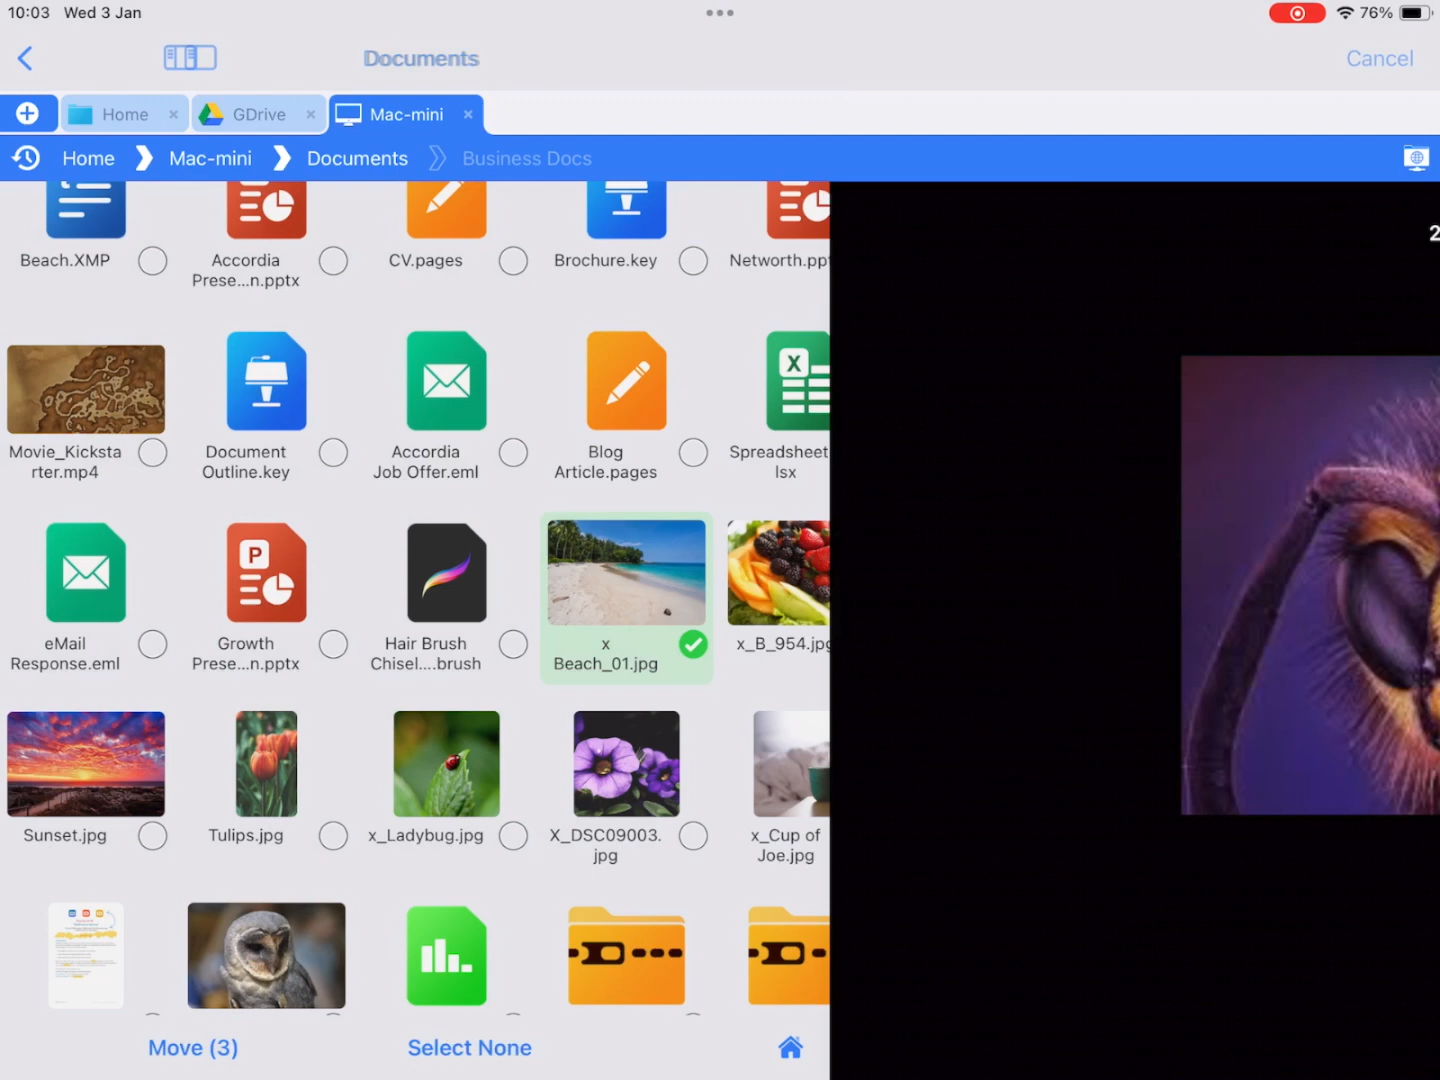 10:03 Wed 3 Jan
76%
Documents
Cancel
Home × GDrive × Mac-mini ×
Home Mac-mini Documents Business Docs
Beach.XMP
Accordia
Prese...n.pptx
CV.pages
Brochure.key
Networth.ppt
Movie_Kicksta
rter.mp4
Document
Outline.key
Accordia
Job Offer.eml
Blog
Article.pages
X
Spreadsheet
lsx
eMail
Response.eml
P
Growth
Prese...n.pptx
Hair Brush
Chisel....brush
x
Beach_01.jpg
x_B_954.jpg
Sunset.jpg
Tulips.jpg
x_Ladybug.jpg
X_DSC09003.
jpg
x_Cup of
Joe.jpg
Move (3)
Select None
2